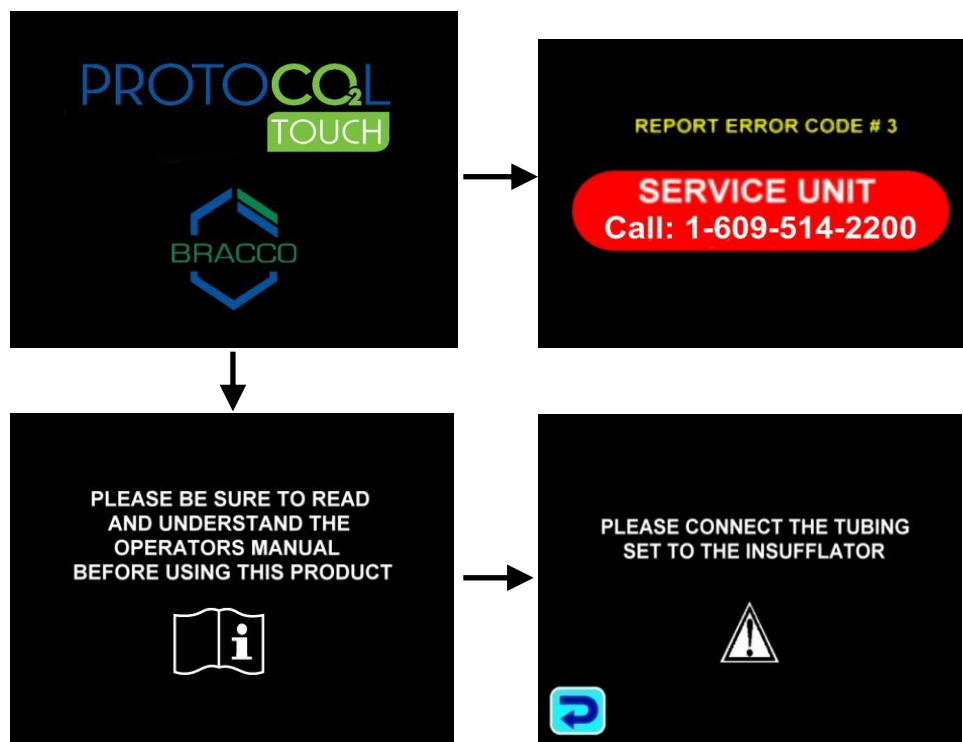 PROTOCO2L
TOUCH
BRACCO
REPORT ERROR CODE # 3
SERVICE UNIT
Call: 1-609-514-2200
PLEASE BE SURE TO READ
AND UNDERSTAND THE
OPERATORS MANUAL
BEFORE USING THIS PRODUCT
i
PLEASE CONNECT THE TUBING
SET TO THE INSUFFLATOR
!